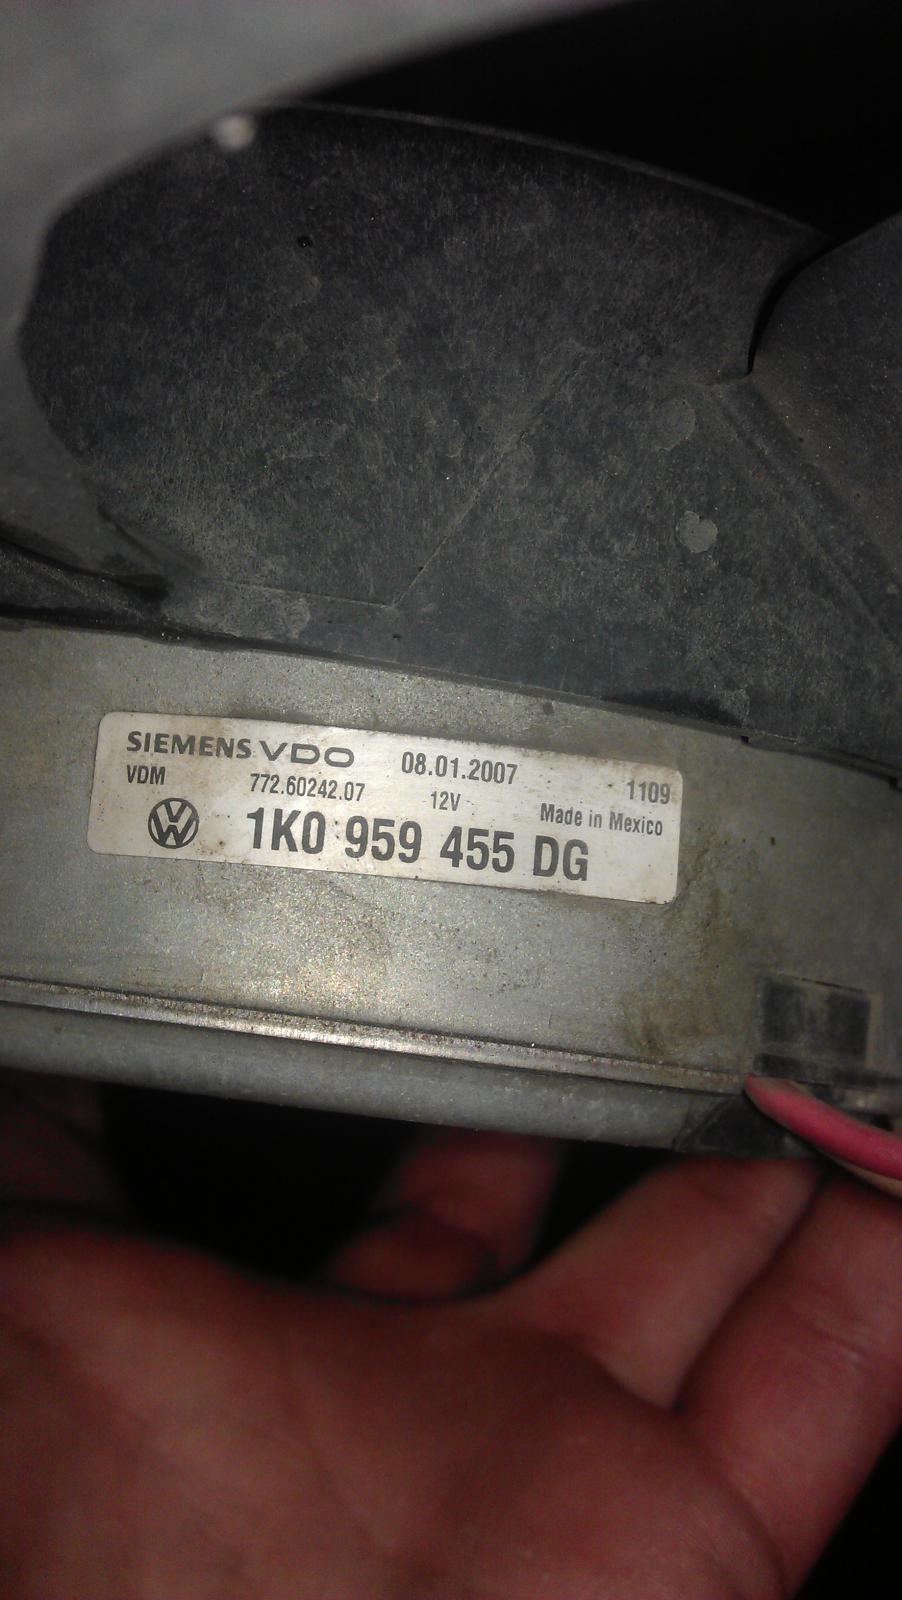 SIEMENS VDO 08.01.2007 1109
VDM 772.60242.07 12V Made in Mexico
1K0 959 455 DG